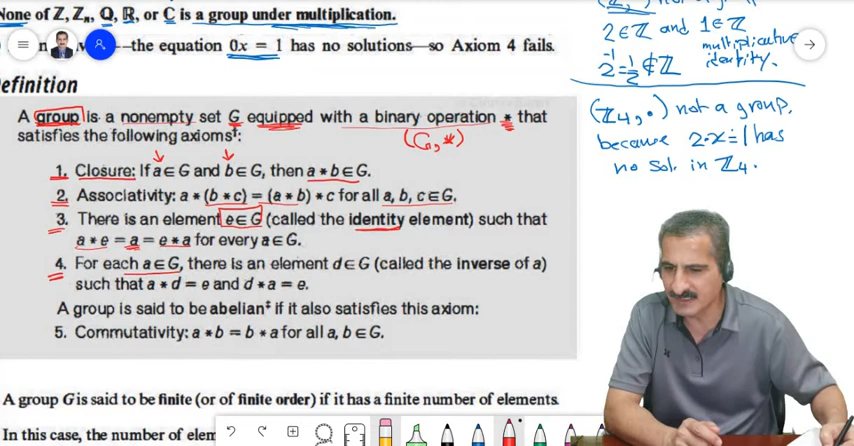 None of Z, Zn, Q, R, or C is a group under multiplication.
—the equation 0x = 1 has no solutions—so Axiom 4 fails.
efinition
A group is a nonempty set G equipped with a binary operation * that
satisfies the following axioms‡:
(G, *)
1. Closure: If a ∈ G and b ∈ G, then a * b ∈ G.
2. Associativity: a * (b * c) = (a * b) * c for all a, b, c ∈ G.
3. There is an element e ∈ G (called the identity element) such that
a * e = a = e * a for every a ∈ G.
4. For each a ∈ G, there is an element d ∈ G (called the inverse of a)
such that a * d = e and d * a = e.
A group is said to be abelian‡ if it also satisfies this axiom:
5. Commutativity: a * b = b * a for all a, b ∈ G.
A group G is said to be finite (or of finite order) if it has a finite number of elements.
In this case, the number of elem
2 ∈ ℤ and 1 ∈ ℤ
multiplicative
2⁻¹ = 1/2 ∉ ℤ identity.
(ℤ4, ·) not a group,
because 2·x = 1 has
no sol. in ℤ4.